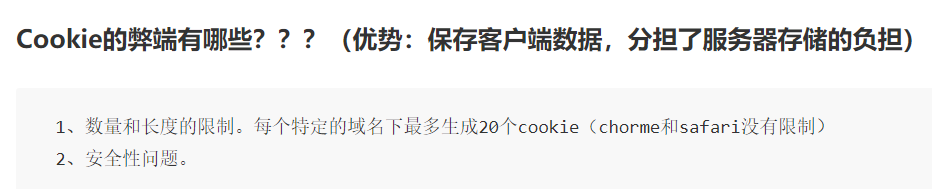 Cookie的弊端有哪些？？？（优势：保存客户端数据，分担了服务器存储的负担）
1、数量和长度的限制。每个特定的域名下最多生成20个cookie（chorme和safari没有限制）
2、安全性问题。